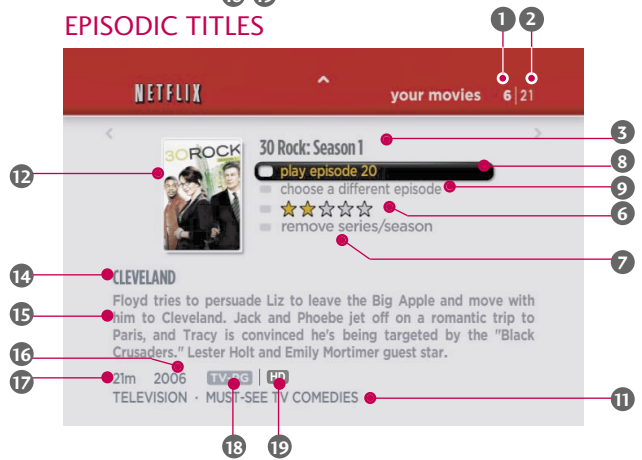 18 19
EPISODIC TITLES
1 2
NETFLIX
your movies 6 | 21
3
30 Rock: Season 1
30 ROCK
8
play episode 20
12
choose a different episode
9
6
remove series/season
7
14
CLEVELAND
Floyd tries to persuade Liz to leave the Big Apple and move with
15
him to Cleveland. Jack and Phoebe jet off on a romantic trip to
Paris, and Tracy is convinced he's being targeted by the "Black
Crusaders." Lester Holt and Emily Mortimer guest star.
16
17
21m 2006 TV-PG | HD
TELEVISION · MUST-SEE TV COMEDIES
11
18 19